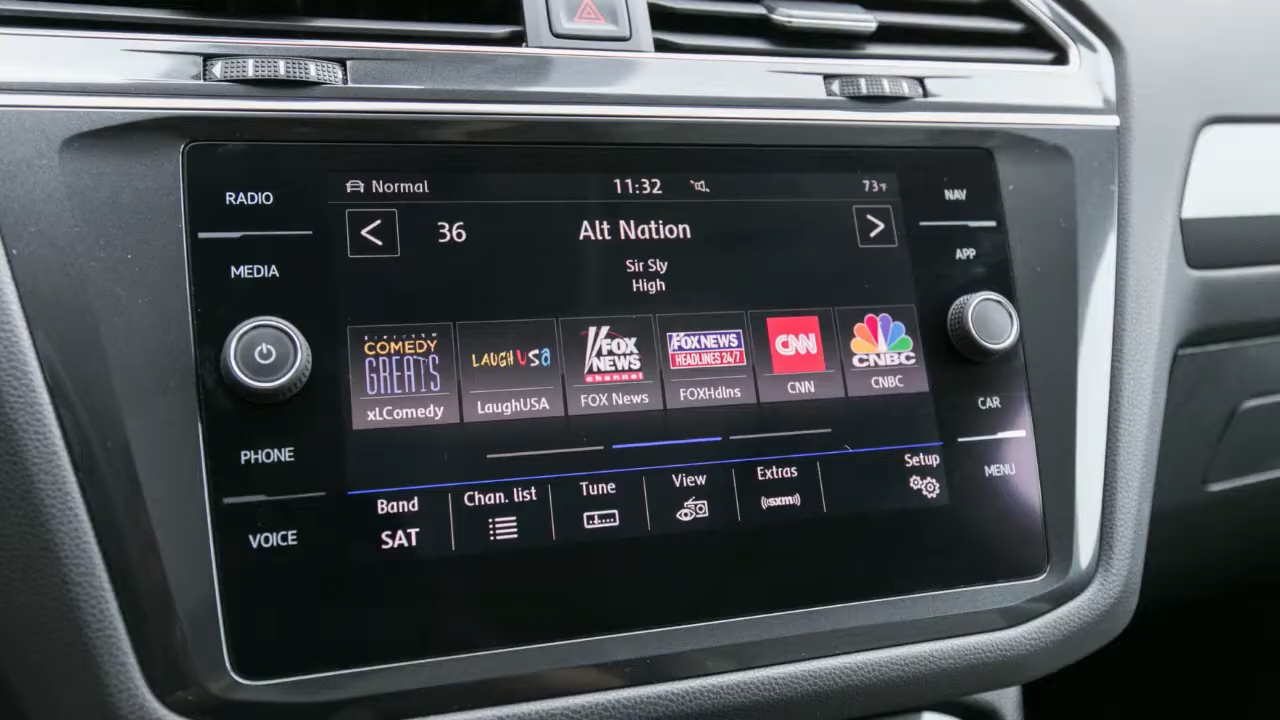 RADIO
MEDIA
PHONE
VOICE
Normal
11:32
73°F
<
36
Alt Nation
>
Sir Sly
High
COMEDY
GREATS
xLComedy
LAUGH USA
LaughUSA
FOX
NEWS
channel
FOX News
FOX NEWS
HEADLINES 24/7
FOXHdlns
CNN
CNN
CNBC
CNBC
Band
SAT
Chan. list
Tune
View
Extras
((sxm))
Setup
NAV
APP
CAR
MENU